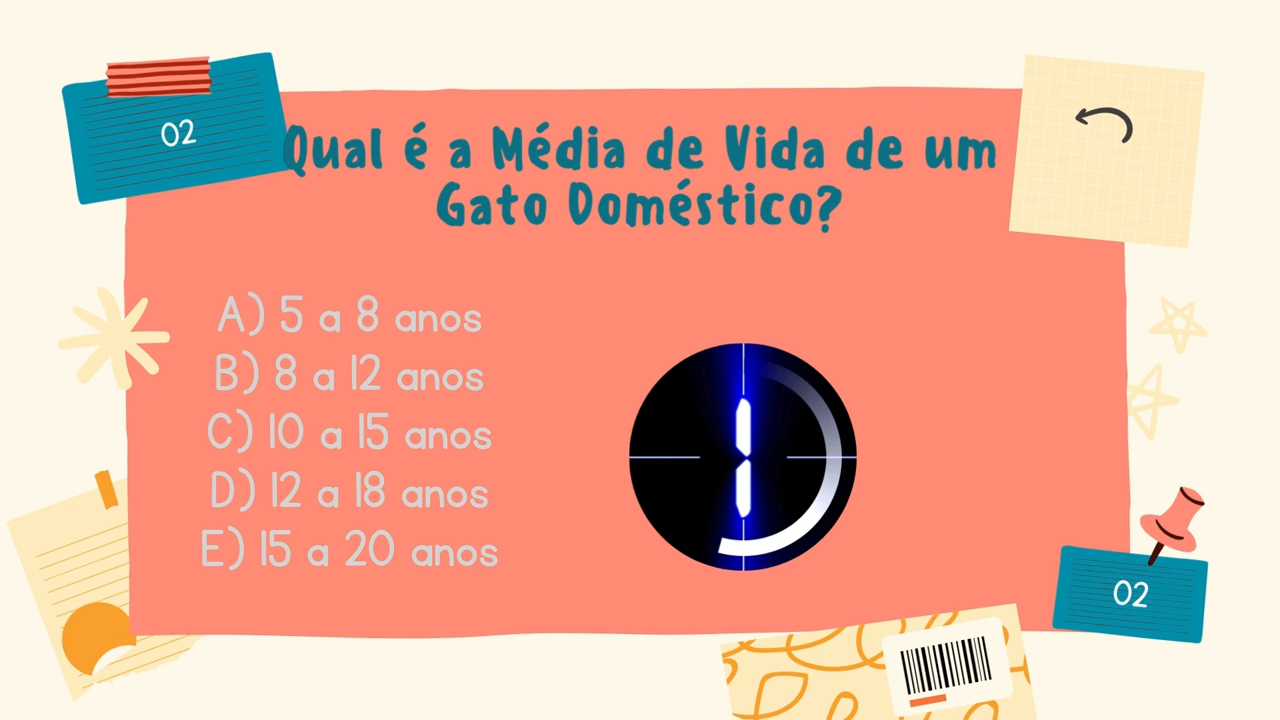 02
Qual é a Média de Vida de um
Gato Doméstico?
A) 5 a 8 anos
B) 8 a 12 anos
C) 10 a 15 anos
D) 12 a 18 anos
E) 15 a 20 anos
1
02